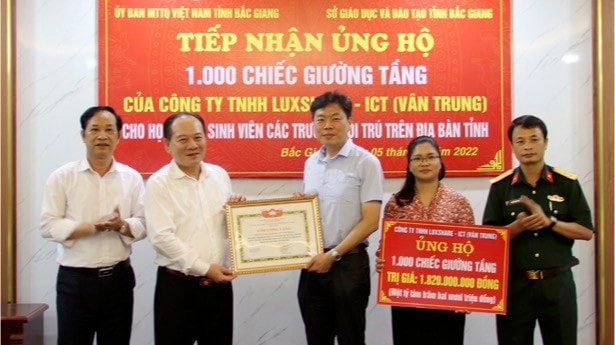 ỦY BAN MTTQ VIỆT NAM TỈNH BẮC GIANG
SỞ GIÁO DỤC VÀ ĐÀO TẠO TỈNH BẮC GIANG
TIẾP NHẬN ỦNG HỘ
1.000 CHIẾC GIƯỜNG TẦNG
CỦA CÔNG TY TNHH LUXSHARE - ICT (VÂN TRUNG)
CHO HỌ SINH VIÊN CÁC TRƯ TRÚ TRÊN ĐỊA BÀN TỈNH
Bắc Gi 05 th 2022
CÔNG TY TNHH LUXSHARE - ICT (VÂN TRUNG)
ỦNG HỘ
1.000 CHIẾC GIƯỜNG TẦNG
TRỊ GIÁ: 1.820.000.000 ĐỒNG
(Một tỷ tám trăm hai mươi triệu đồng)